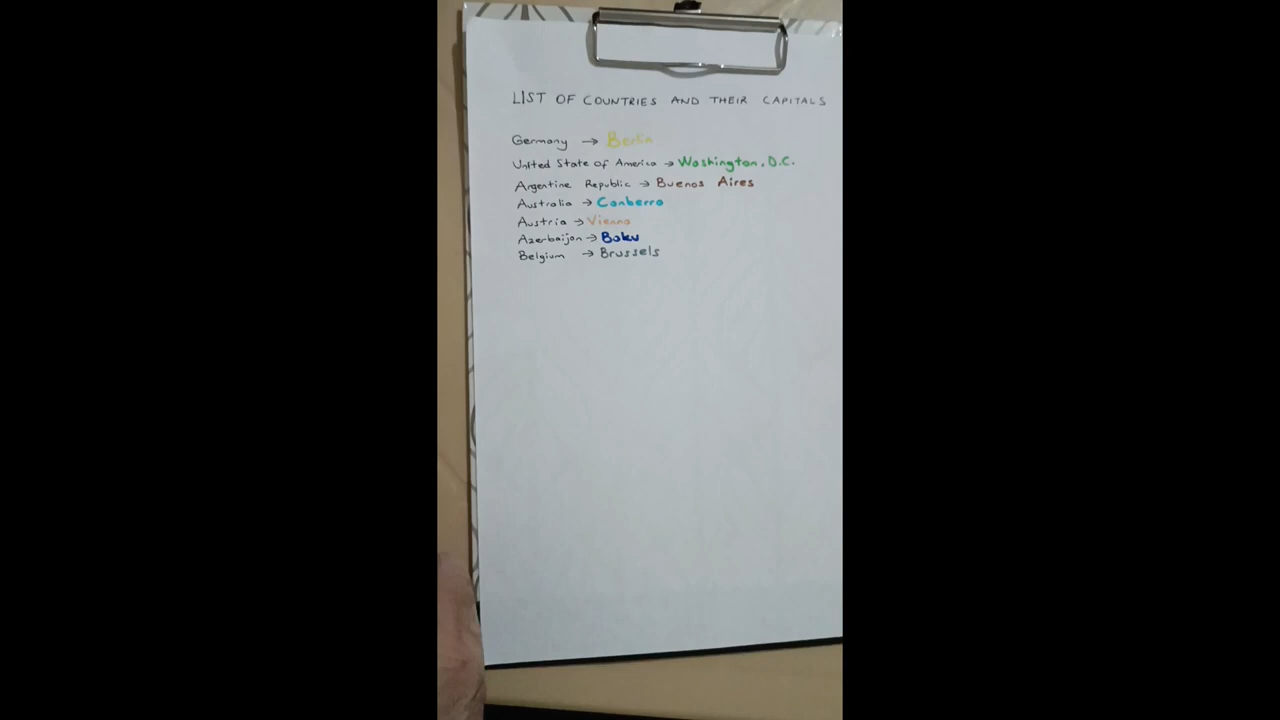 LIST OF COUNTRIES AND THEIR CAPITALS
Germany → Berlin
United State of America → Washington, D.C.
Argentine Republic → Buenos Aires
Australia → Canberra
Austria → Vienna
Azerbaijan → Baku
Belgium → Brussels